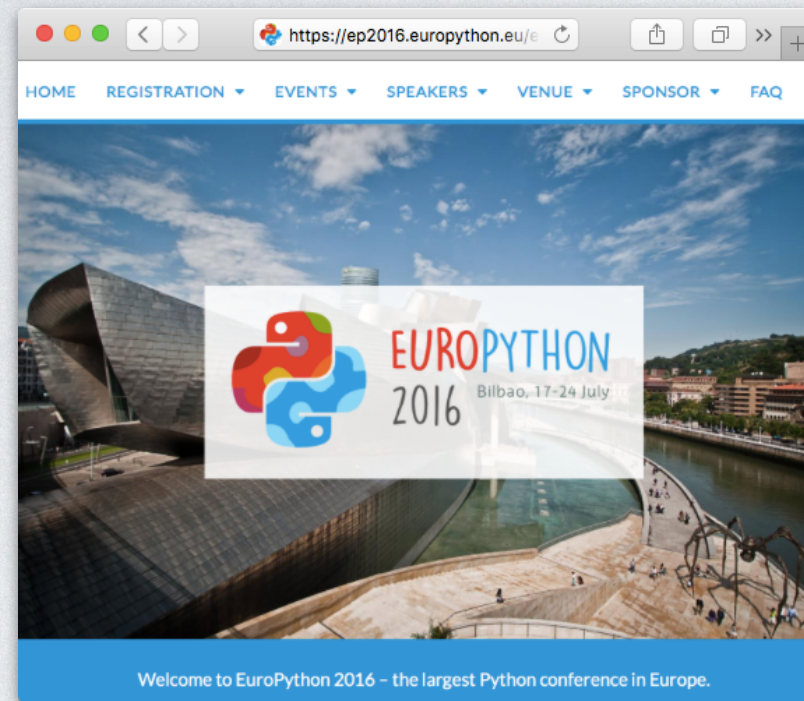 https://ep2016.europython.eu/e
HOME REGISTRATION EVENTS SPEAKERS VENUE SPONSOR FAQ
EUROPYTHON
2016 Bilbao, 17-24 July
Welcome to EuroPython 2016 – the largest Python conference in Europe.